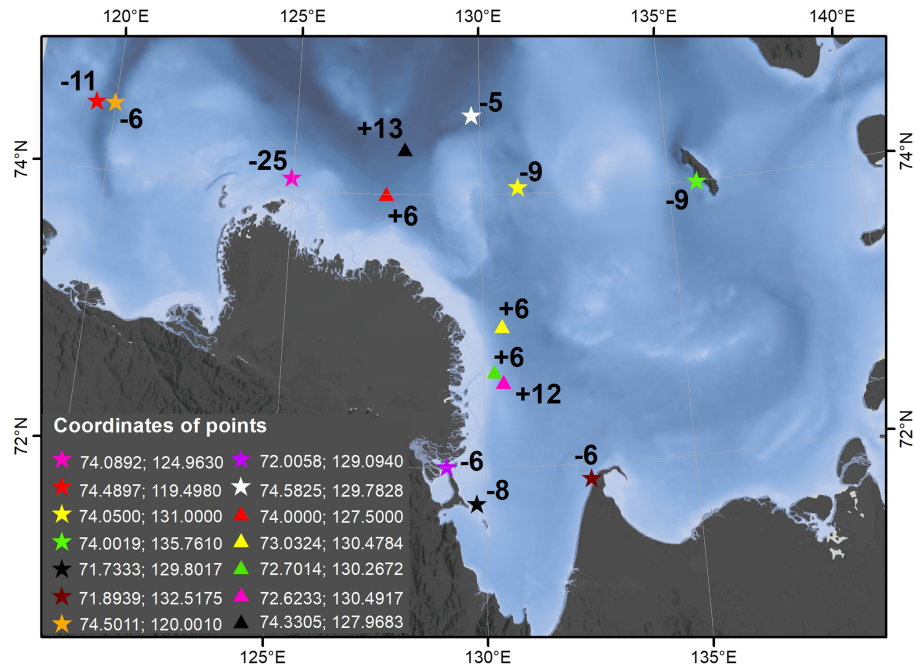 120°E 125°E 130°E 135°E 140°E
-11
-6
-5
+13
74°N 74°N
-25
-9
-9
+6
+6
+6
+12
72°N 72°N
Coordinates of points
74.0892; 124.9630 72.0058; 129.0940
74.4897; 119.4980 74.5825; 129.7828
74.0500; 131.0000 74.0000; 127.5000
74.0019; 135.7610 73.0324; 130.4784
71.7333; 129.8017 72.7014; 130.2672
71.8939; 132.5175 72.6233; 130.4917
74.5011; 120.0010 74.3305; 127.9683
-6
-6
-8
125°E 130°E 135°E